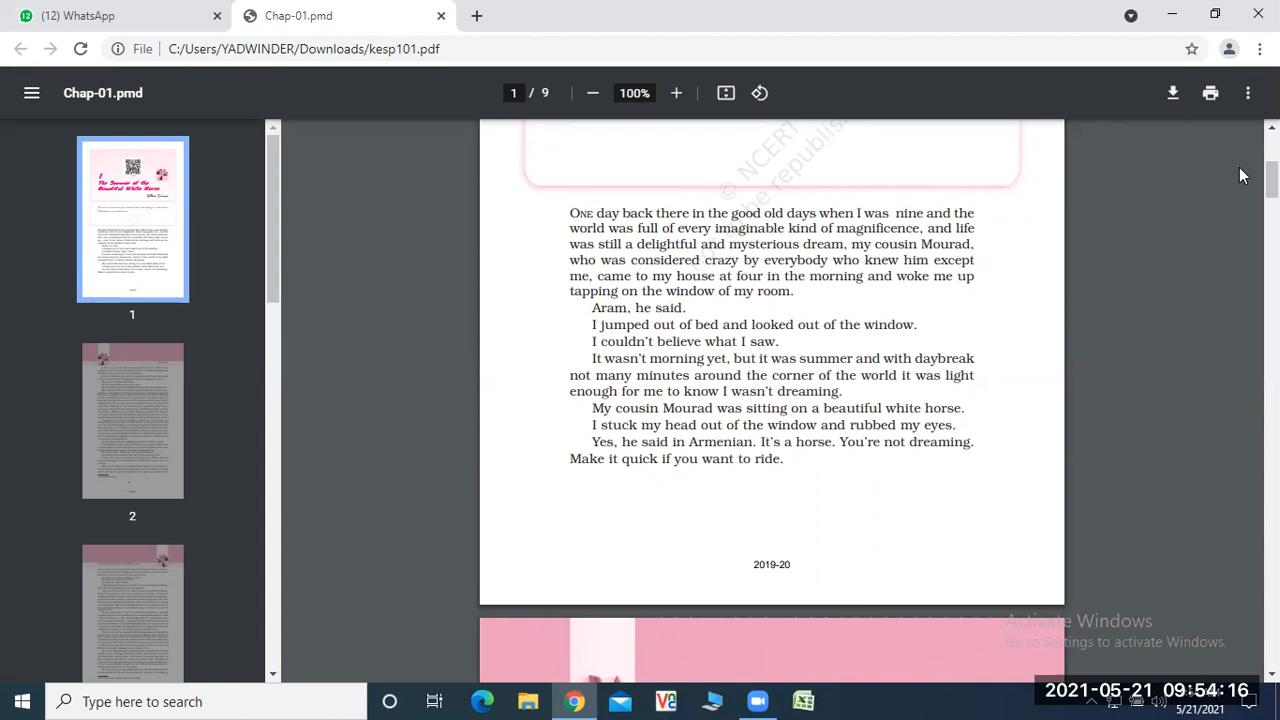 (12) WhatsApp
Chap-01.pmd
File C:/Users/YADWINDER/Downloads/kesp101.pdf
Chap-01.pmd
1 / 9
100%
© NCERT
republis
ONE day back there in the good old days when I was nine and the
world was full of every imaginable kind of magnificence, and life
was still a delightful and mysterious dream, my cousin Mourad,
who was considered crazy by everybody who knew him except
me, came to my house at four in the morning and woke me up
tapping on the window of my room.
Aram, he said.
I jumped out of bed and looked out of the window.
I couldn't believe what I saw.
It wasn't morning yet, but it was summer and with daybreak
not many minutes around the corner of the world it was light
enough for me to know I wasn't dreaming.
My cousin Mourad was sitting on a beautiful white horse.
I stuck my head out of the window and rubbed my eyes.
Yes, he said in Armenian. It's a horse. You're not dreaming.
Make it quick if you want to ride.
2019-20
1
The Summer of the
Beautiful White Horse
1
2
Activate Windows
Go to Settings to activate Windows.
Type here to search
2021-05-21 09:54:16
5/21/2021